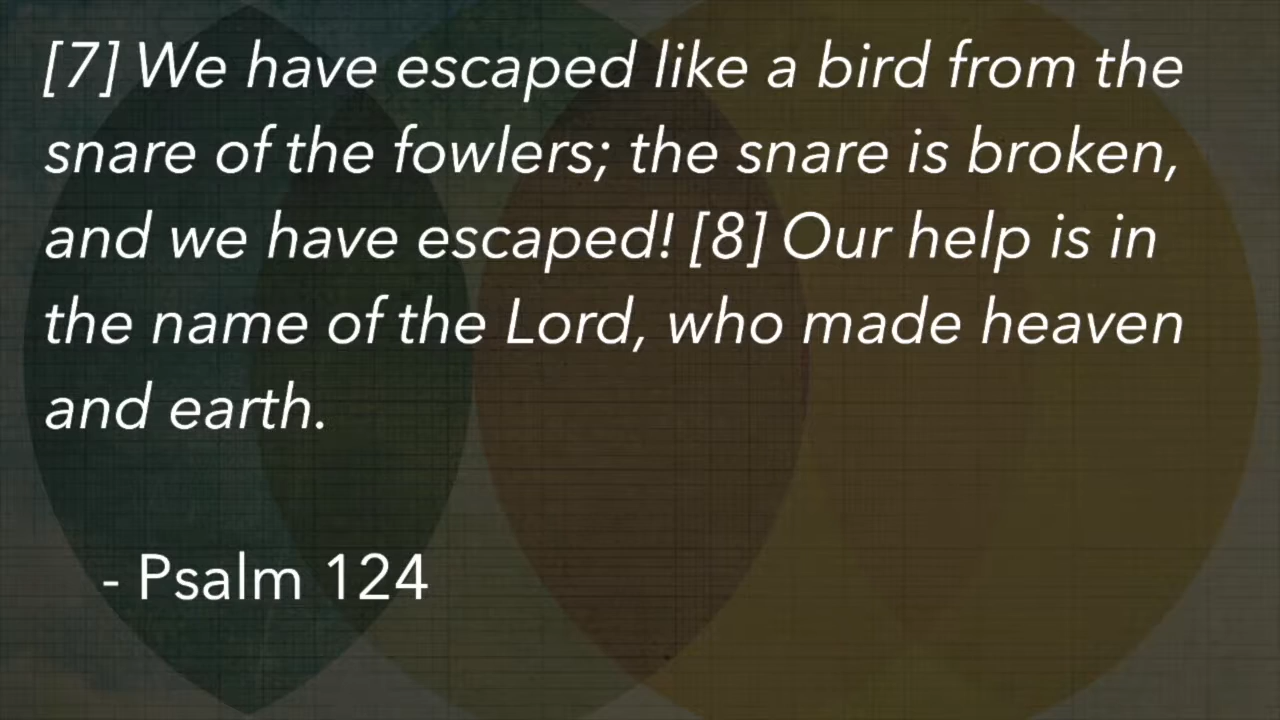 [7] We have escaped like a bird from the
snare of the fowlers; the snare is broken,
and we have escaped! [8] Our help is in
the name of the Lord, who made heaven
and earth.
- Psalm 124